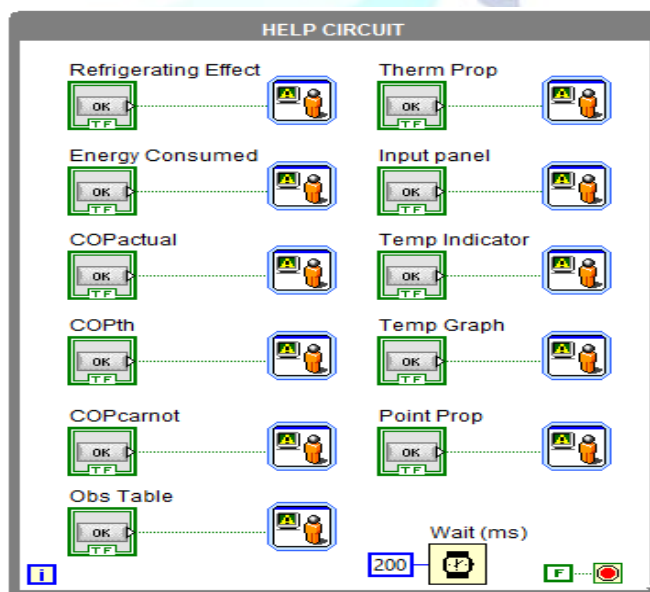 HELP CIRCUIT
Refrigerating Effect
OK
TF
Therm Prop
OK
TF
Energy Consumed
OK
TF
Input panel
OK
TF
COPactual
OK
TF
Temp Indicator
OK
TF
COPth
OK
TF
Temp Graph
OK
TF
COPcarnot
OK
TF
Point Prop
OK
TF
Obs Table
OK
TF
Wait (ms)
200
i
F